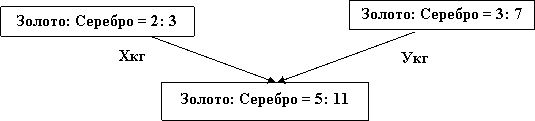 Золото: Серебро = 2: 3
Золото: Серебро = 3: 7
Хкг
Укг
Золото: Серебро = 5: 11